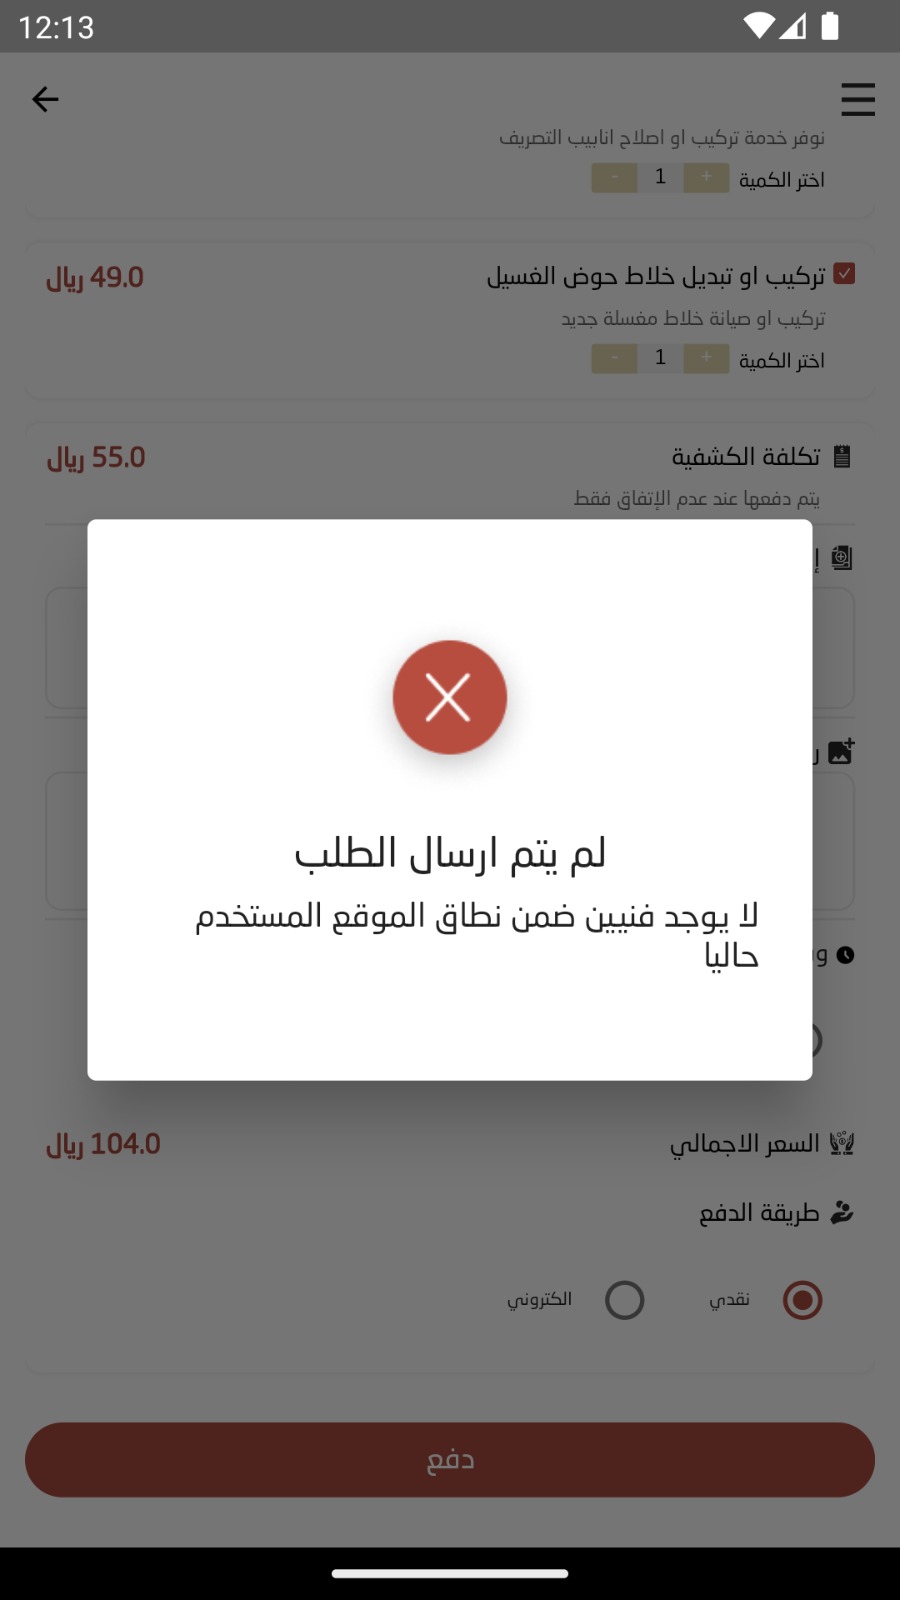 12:13
نوفر خدمة تركيب او اصلاح انابيب التصريف
اختر الكمية + 1 -
تركيب او تبديل خلاط حوض الغسيل 49.0 ريال
تركيب او صيانة خلاط مغسلة جديد
اختر الكمية + 1 -
تكلفة الكشفية 55.0 ريال
يتم دفعها عند عدم الإتفاق فقط
لم يتم ارسال الطلب
لا يوجد فنيين ضمن نطاق الموقع المستخدم
حاليا
السعر الاجمالي 104.0 ريال
طريقة الدفع
نقدي الكتروني
دفع